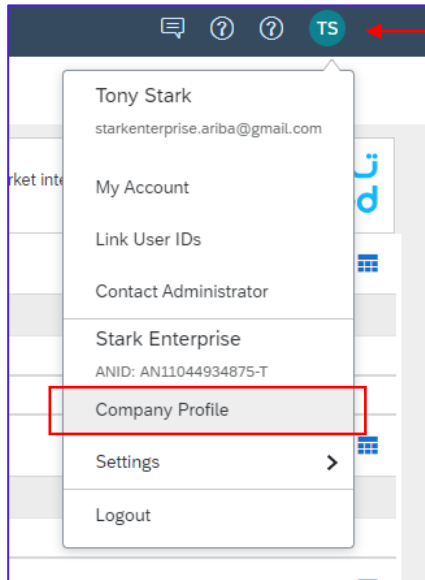 TS
Tony Stark
starkenterprise.ariba@gmail.com
rket inte
My Account
Link User IDs
Contact Administrator
Stark Enterprise
ANID: AN11044934875-T
Company Profile
Settings
Logout